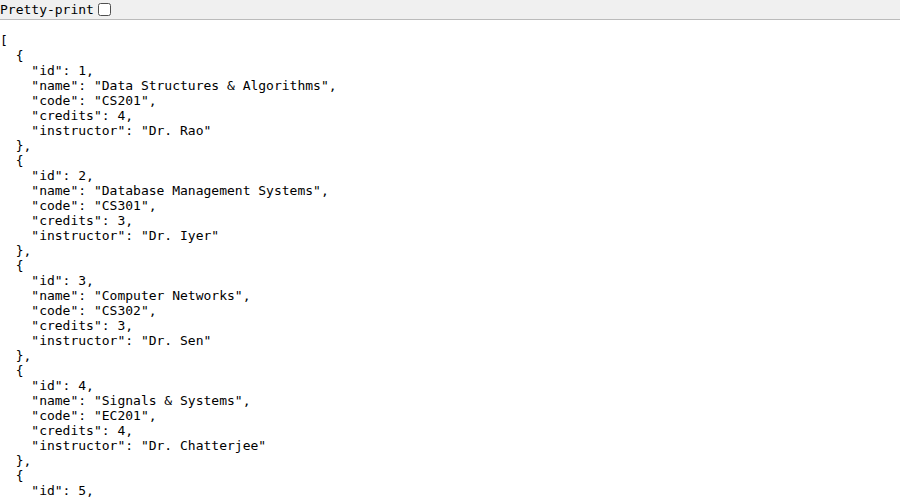 Pretty-print
[
  {
    "id": 1,
    "name": "Data Structures & Algorithms",
    "code": "CS201",
    "credits": 4,
    "instructor": "Dr. Rao"
  },
  {
    "id": 2,
    "name": "Database Management Systems",
    "code": "CS301",
    "credits": 3,
    "instructor": "Dr. Iyer"
  },
  {
    "id": 3,
    "name": "Computer Networks",
    "code": "CS302",
    "credits": 3,
    "instructor": "Dr. Sen"
  },
  {
    "id": 4,
    "name": "Signals & Systems",
    "code": "EC201",
    "credits": 4,
    "instructor": "Dr. Chatterjee"
  },
  {
    "id": 5,